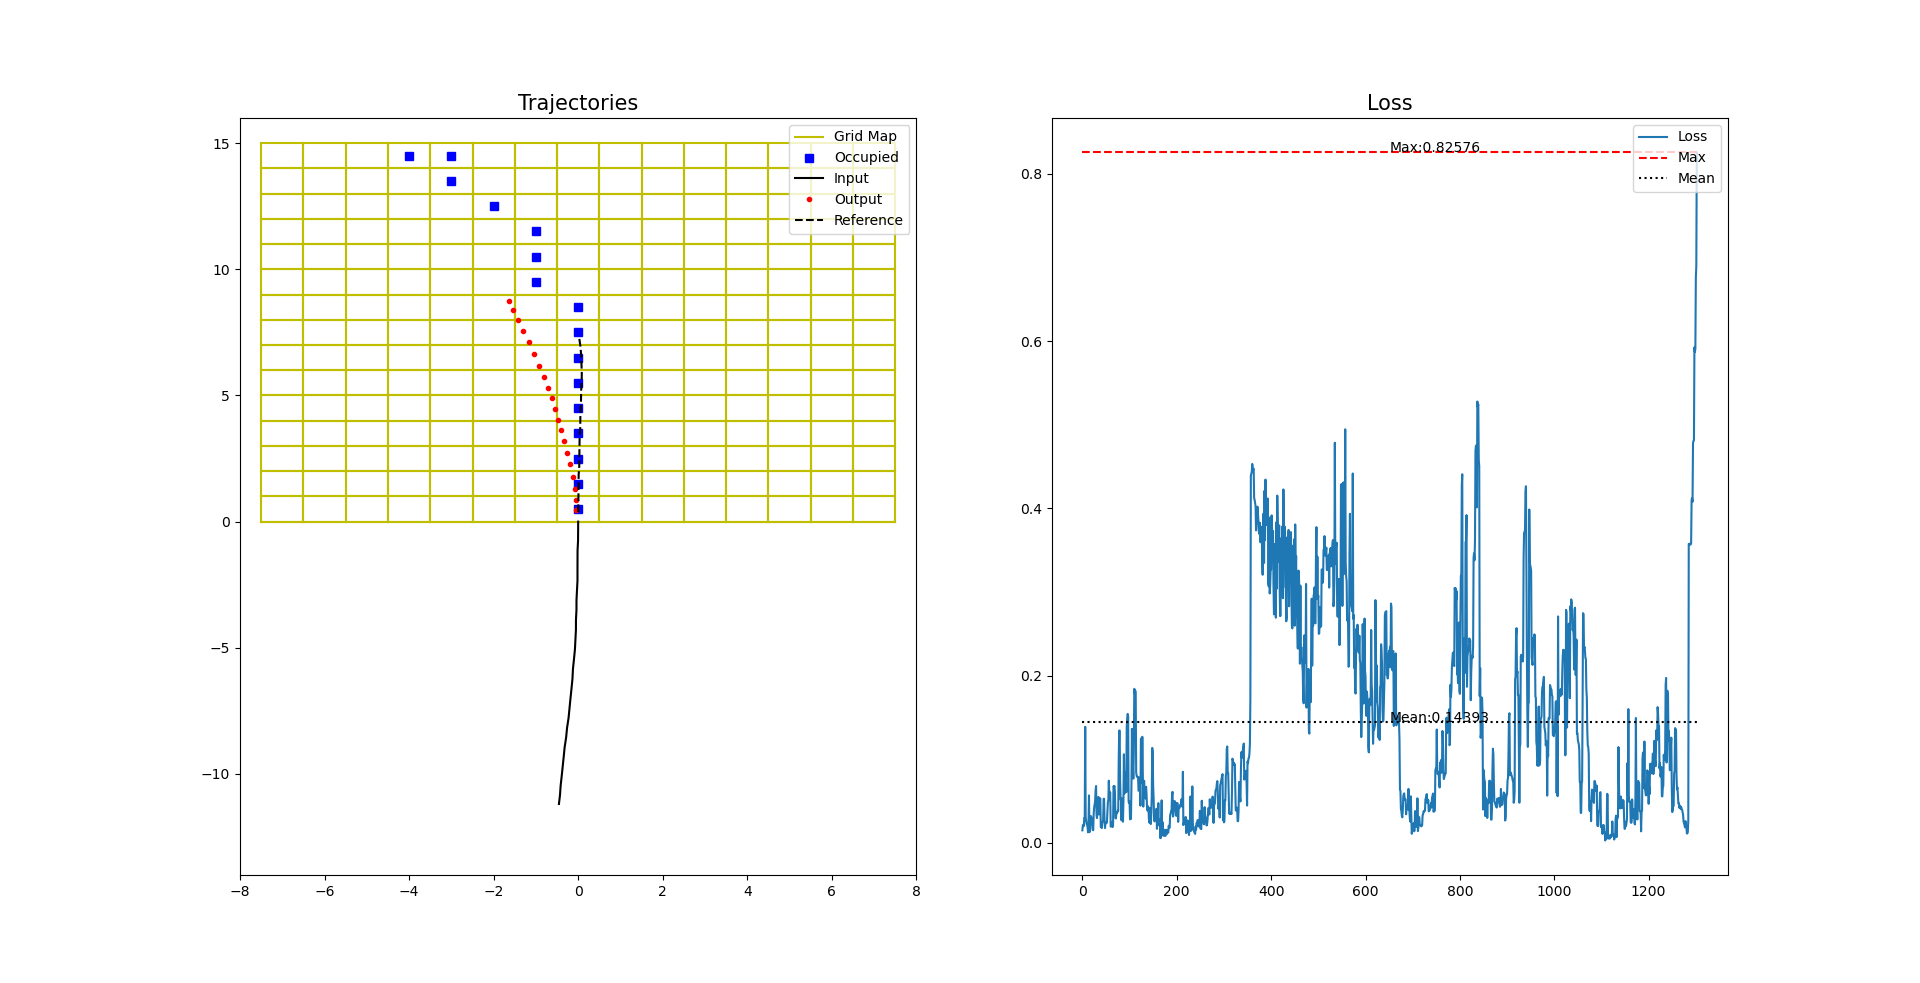 Trajectories
15
10
5
0
−5
−10
−8
−6
−4
−2
0
2
4
6
8
Grid Map
Occupied
Input
Output
Reference
Loss
0.8
0.6
0.4
0.2
0.0
0
200
400
600
800
1000
1200
Max:0.82576
Mean:0.14393
Loss
Max
Mean